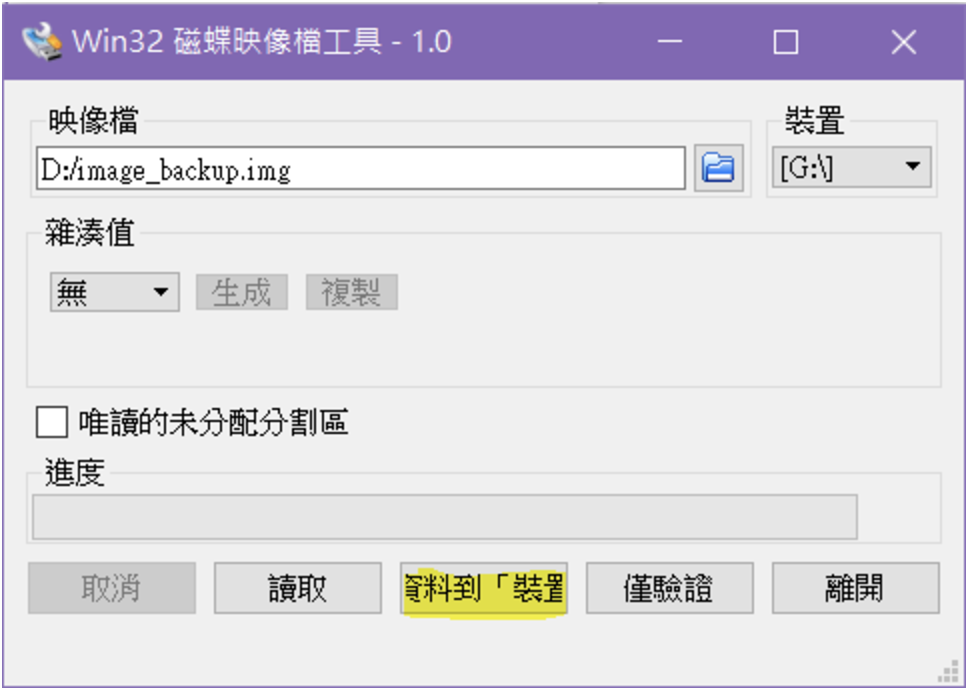 Win32 磁蝶映像檔工具 - 1.0
映像檔
裝置
D:/image_backup.img
[G:\]
雜湊值
無
生成
複製
唯讀的未分配分割區
進度
取消
讀取
資料到「裝置
僅驗證
離開